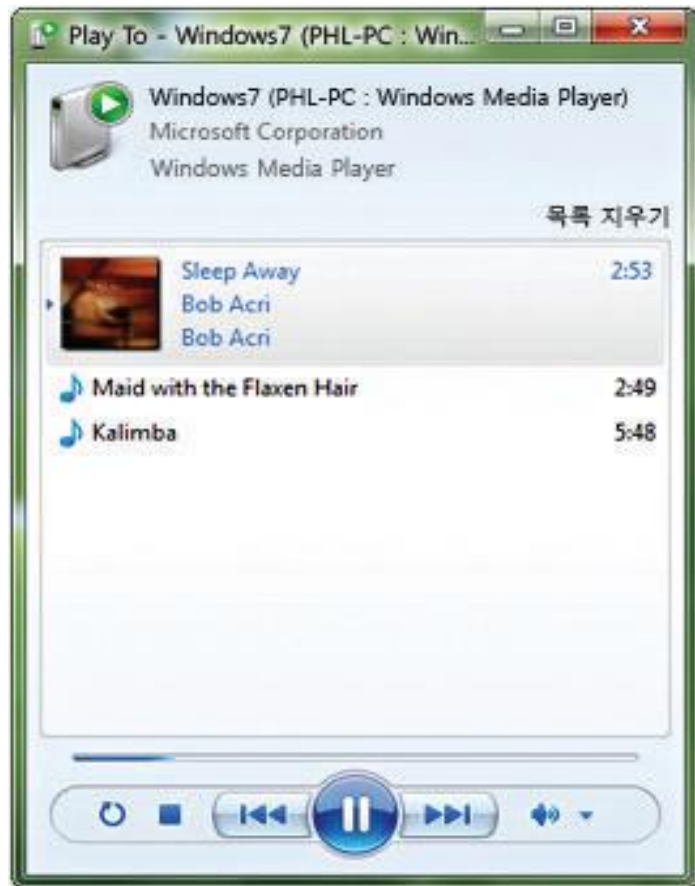 Play To - Windows7 (PHL-PC : Win...
Windows7 (PHL-PC : Windows Media Player)
Microsoft Corporation
Windows Media Player
목록 지우기
Sleep Away 2:53
Bob Acri
Bob Acri
Maid with the Flaxen Hair 2:49
Kalimba 5:48